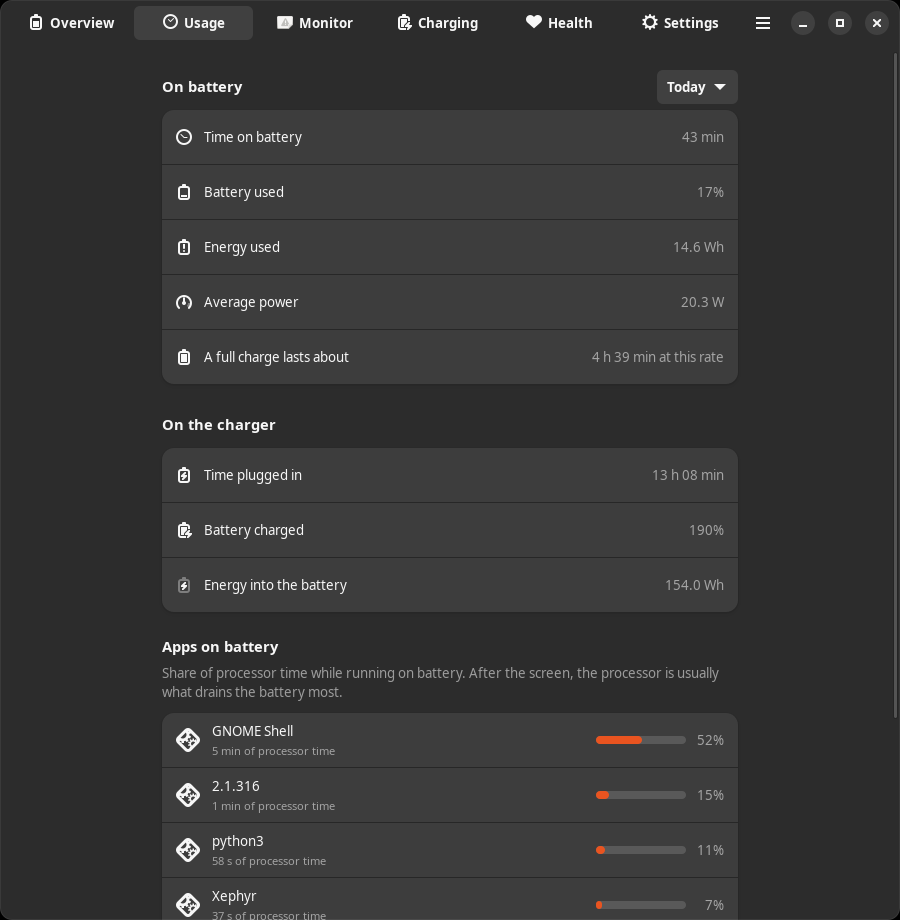 Overview
Usage
Monitor
Charging
Health
Settings
On battery
Today
Time on battery
43 min
Battery used
17%
Energy used
14.6 Wh
Average power
20.3 W
A full charge lasts about
4 h 39 min at this rate
On the charger
Time plugged in
13 h 08 min
Battery charged
190%
Energy into the battery
154.0 Wh
Apps on battery
Share of processor time while running on battery. After the screen, the processor is usually
what drains the battery most.
GNOME Shell
5 min of processor time
52%
2.1.316
1 min of processor time
15%
python3
58 s of processor time
11%
Xephyr
37 s of processor time
7%